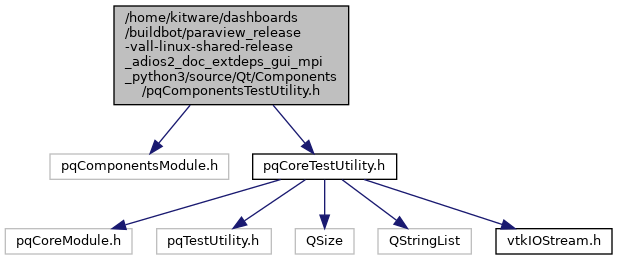 /home/kitware/dashboards
/buildbot/paraview_release
-vall-linux-shared-release
_adios2_doc_extdeps_gui_mpi
_python3/source/Qt/Components
/pqComponentsTestUtility.h
pqComponentsModule.h
pqCoreTestUtility.h
pqCoreModule.h
pqTestUtility.h
QSize
QStringList
vtkIOStream.h